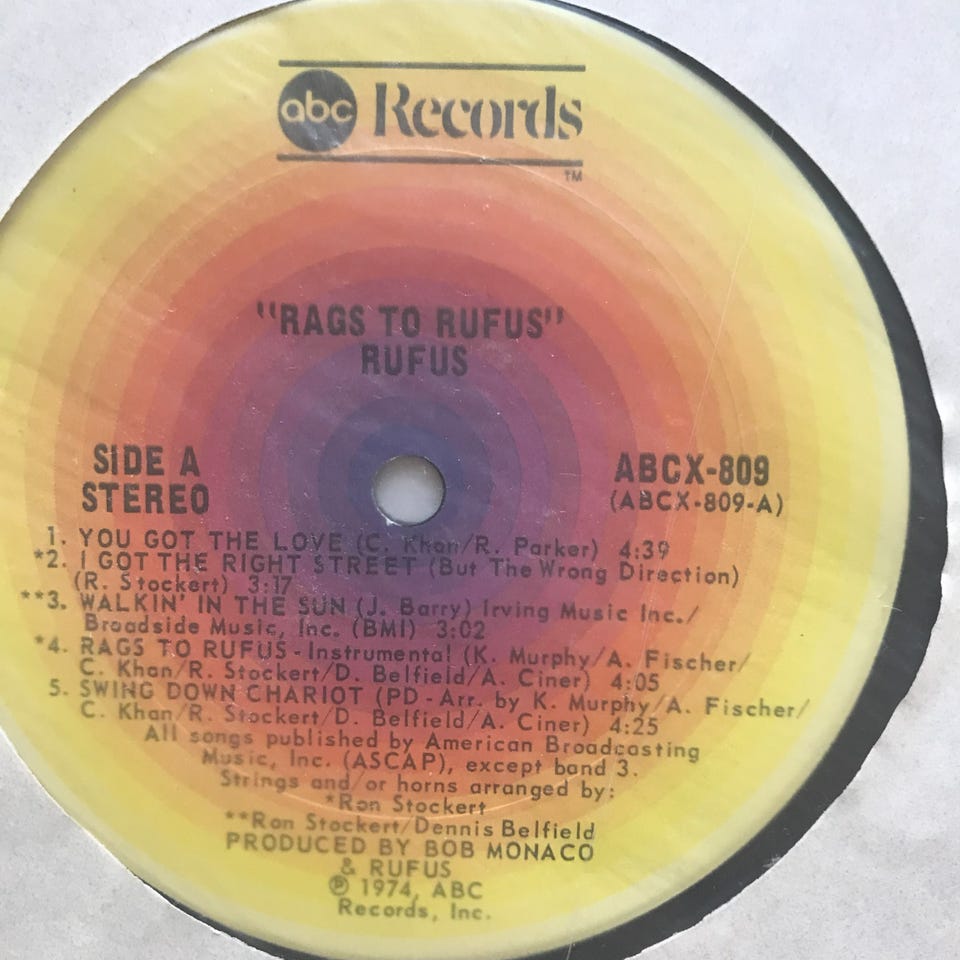 abc Records
TM
"RAGS TO RUFUS"
RUFUS
SIDE A
STEREO
ABCX-809
(ABCX-809-A)
1. YOU GOT THE LOVE (C. Khan/R. Parker) 4:39
*2. I GOT THE RIGHT STREET (But The Wrong Direction)
(R. Stockert) 3:17
**3. WALKIN' IN THE SUN (J. Barry) Irving Music Inc./
Broadside Music, Inc. (BMI) 3:02
*4. RAGS TO RUFUS - Instrumental (K. Murphy/A. Fischer/
C. Khan/R. Stockert/D. Belfield/A. Ciner) 4:05
5. SWING DOWN CHARIOT (PD - Arr. by K. Murphy/A. Fischer/
C. Khan/R. Stockert/D. Belfield/A. Ciner) 4:25
All songs published by American Broadcasting
Music, Inc. (ASCAP), except band 3.
Strings and/or horns arranged by:
*Ron Stockert
**Ron Stockert/Dennis Belfield
PRODUCED BY BOB MONACO
& RUFUS
℗ 1974, ABC
Records, Inc.